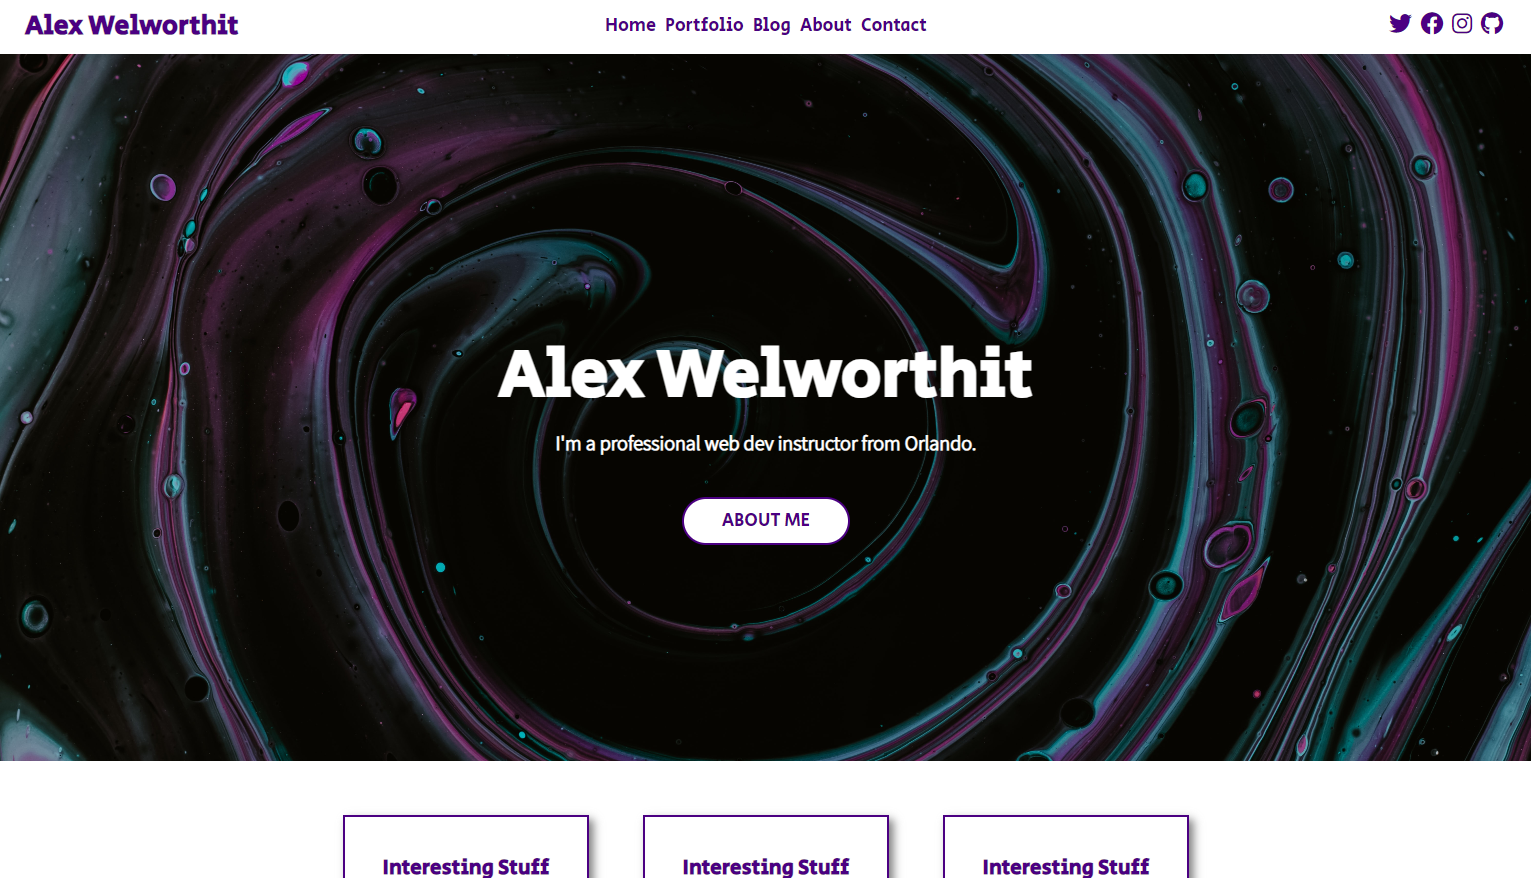 Alex Welworthit
Home Portfolio Blog About Contact
Alex Welworthit
I'm a professional web dev instructor from Orlando.
ABOUT ME
Interesting Stuff
Interesting Stuff
Interesting Stuff